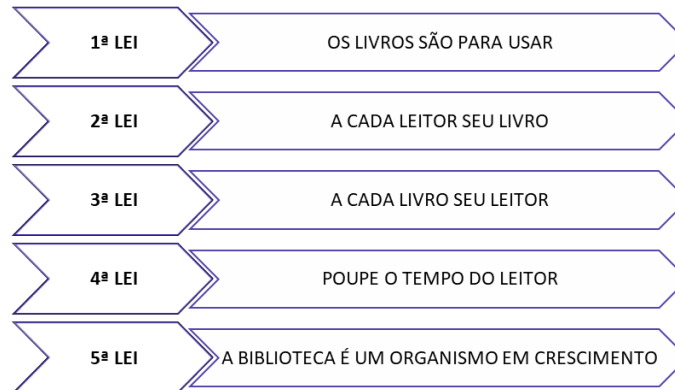 1ª LEI OS LIVROS SÃO PARA USAR
2ª LEI A CADA LEITOR SEU LIVRO
3ª LEI A CADA LIVRO SEU LEITOR
4ª LEI POUPE O TEMPO DO LEITOR
5ª LEI A BIBLIOTECA É UM ORGANISMO EM CRESCIMENTO